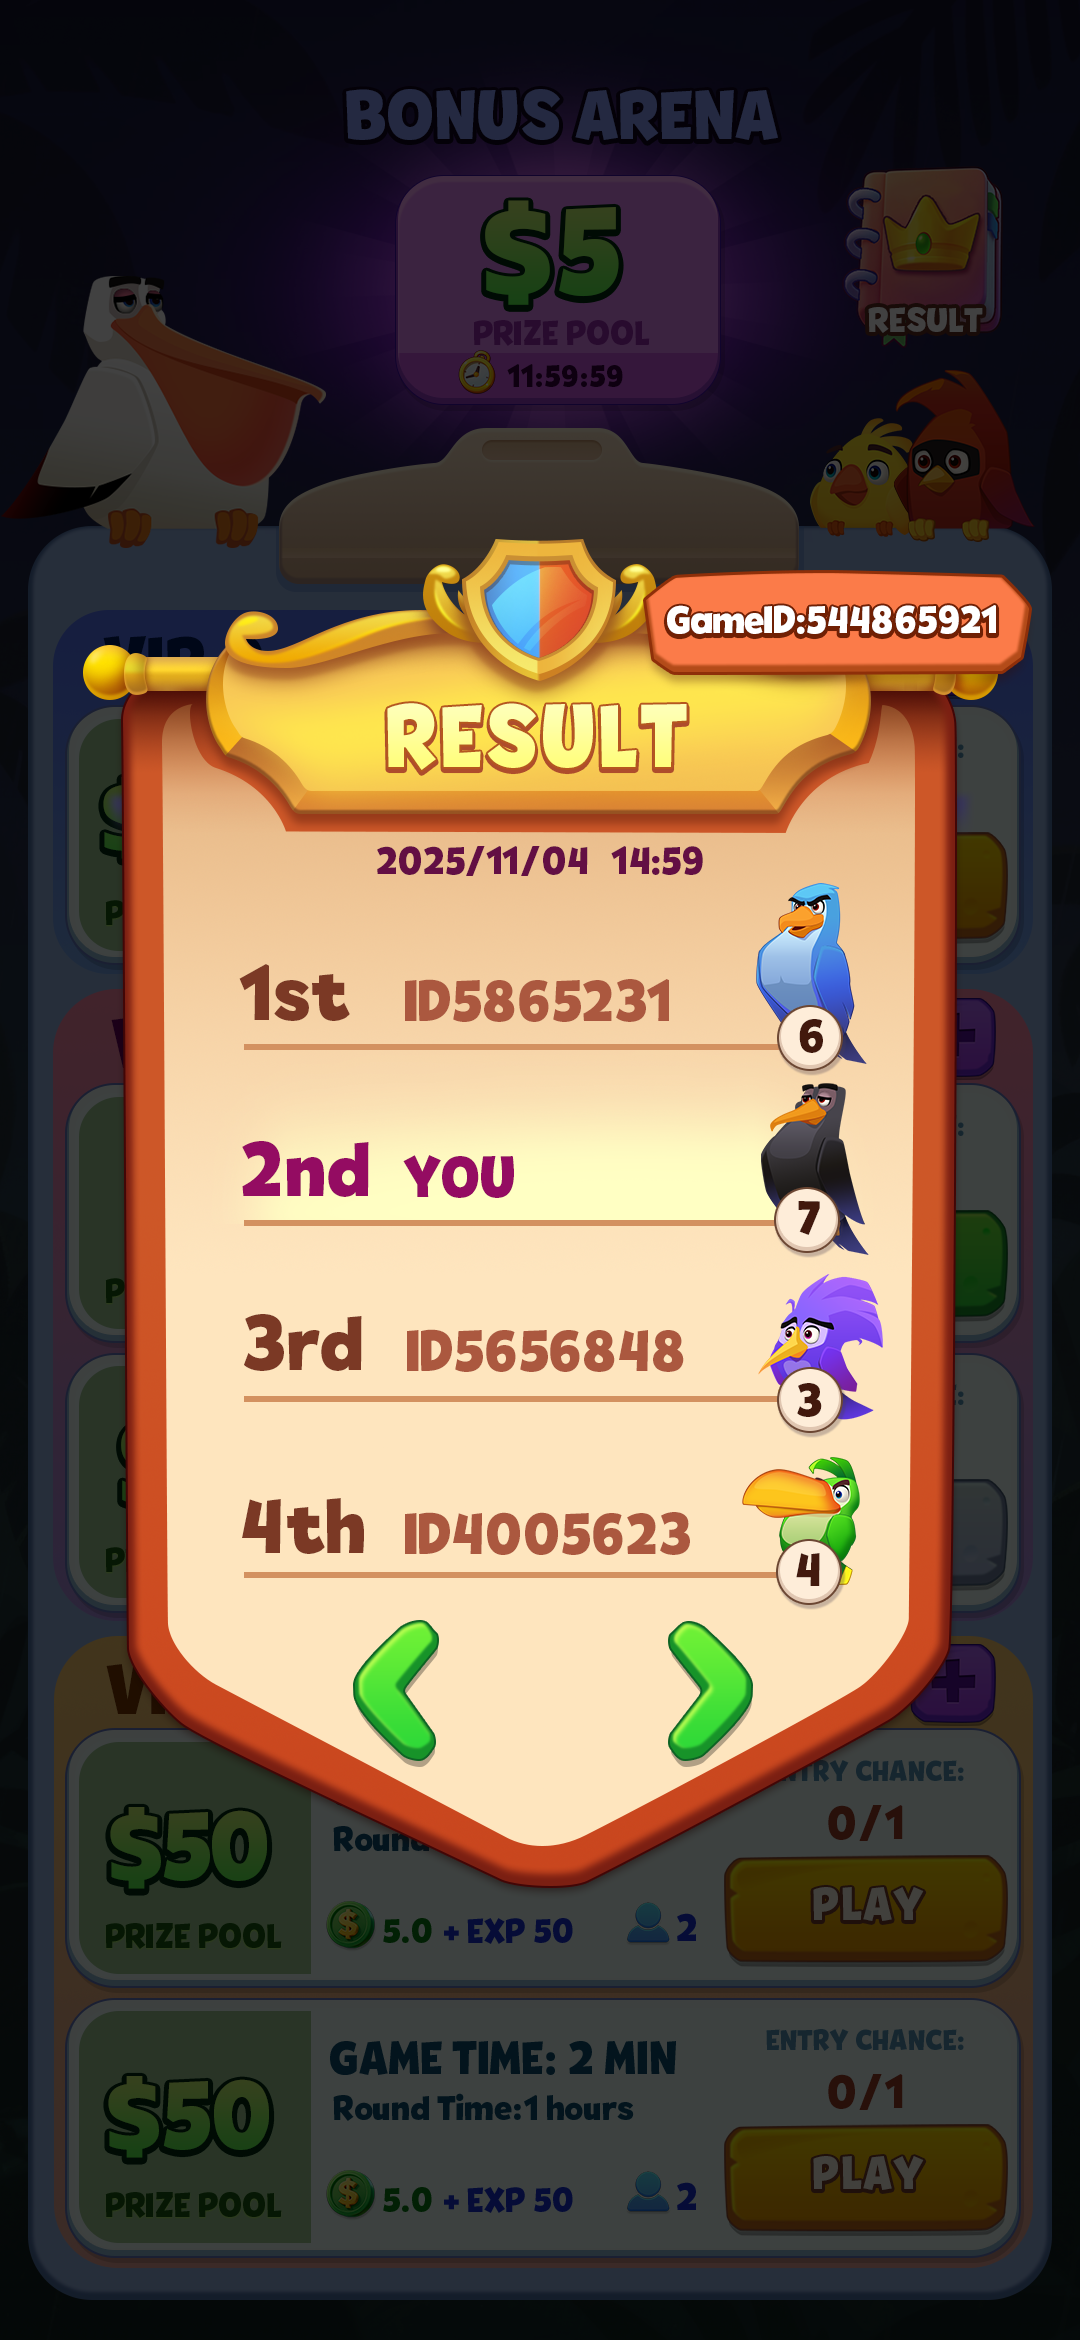 BONUS ARENA
$5
PRIZE POOL
11:59:59
RESULT
GameID:544865921
RESULT
2025/11/04 14:59
1st ID5865231
6
2nd YOU
7
3rd ID5656848
3
4th ID4005623
4
ENTRY CHANCE:
$50
Round
0/1
PRIZE POOL
5.0 + EXP 50
2
PLAY
GAME TIME: 2 MIN
ENTRY CHANCE:
$50
Round Time:1 hours
0/1
PRIZE POOL
5.0 + EXP 50
2
PLAY